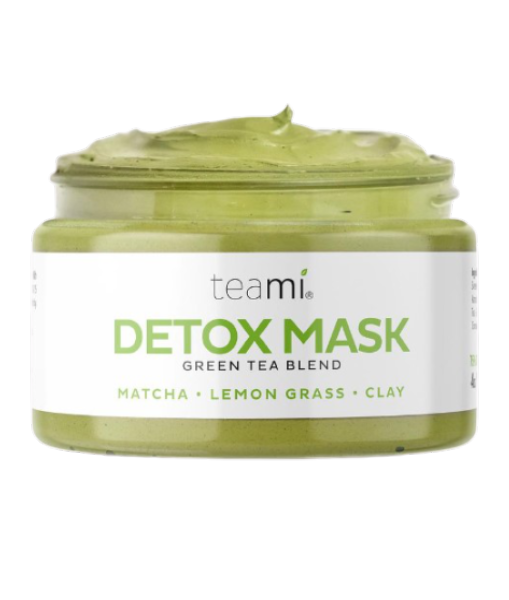 teami®
DETOX MASK
GREEN TEA BLEND
MATCHA • LEMON GRASS • CLAY